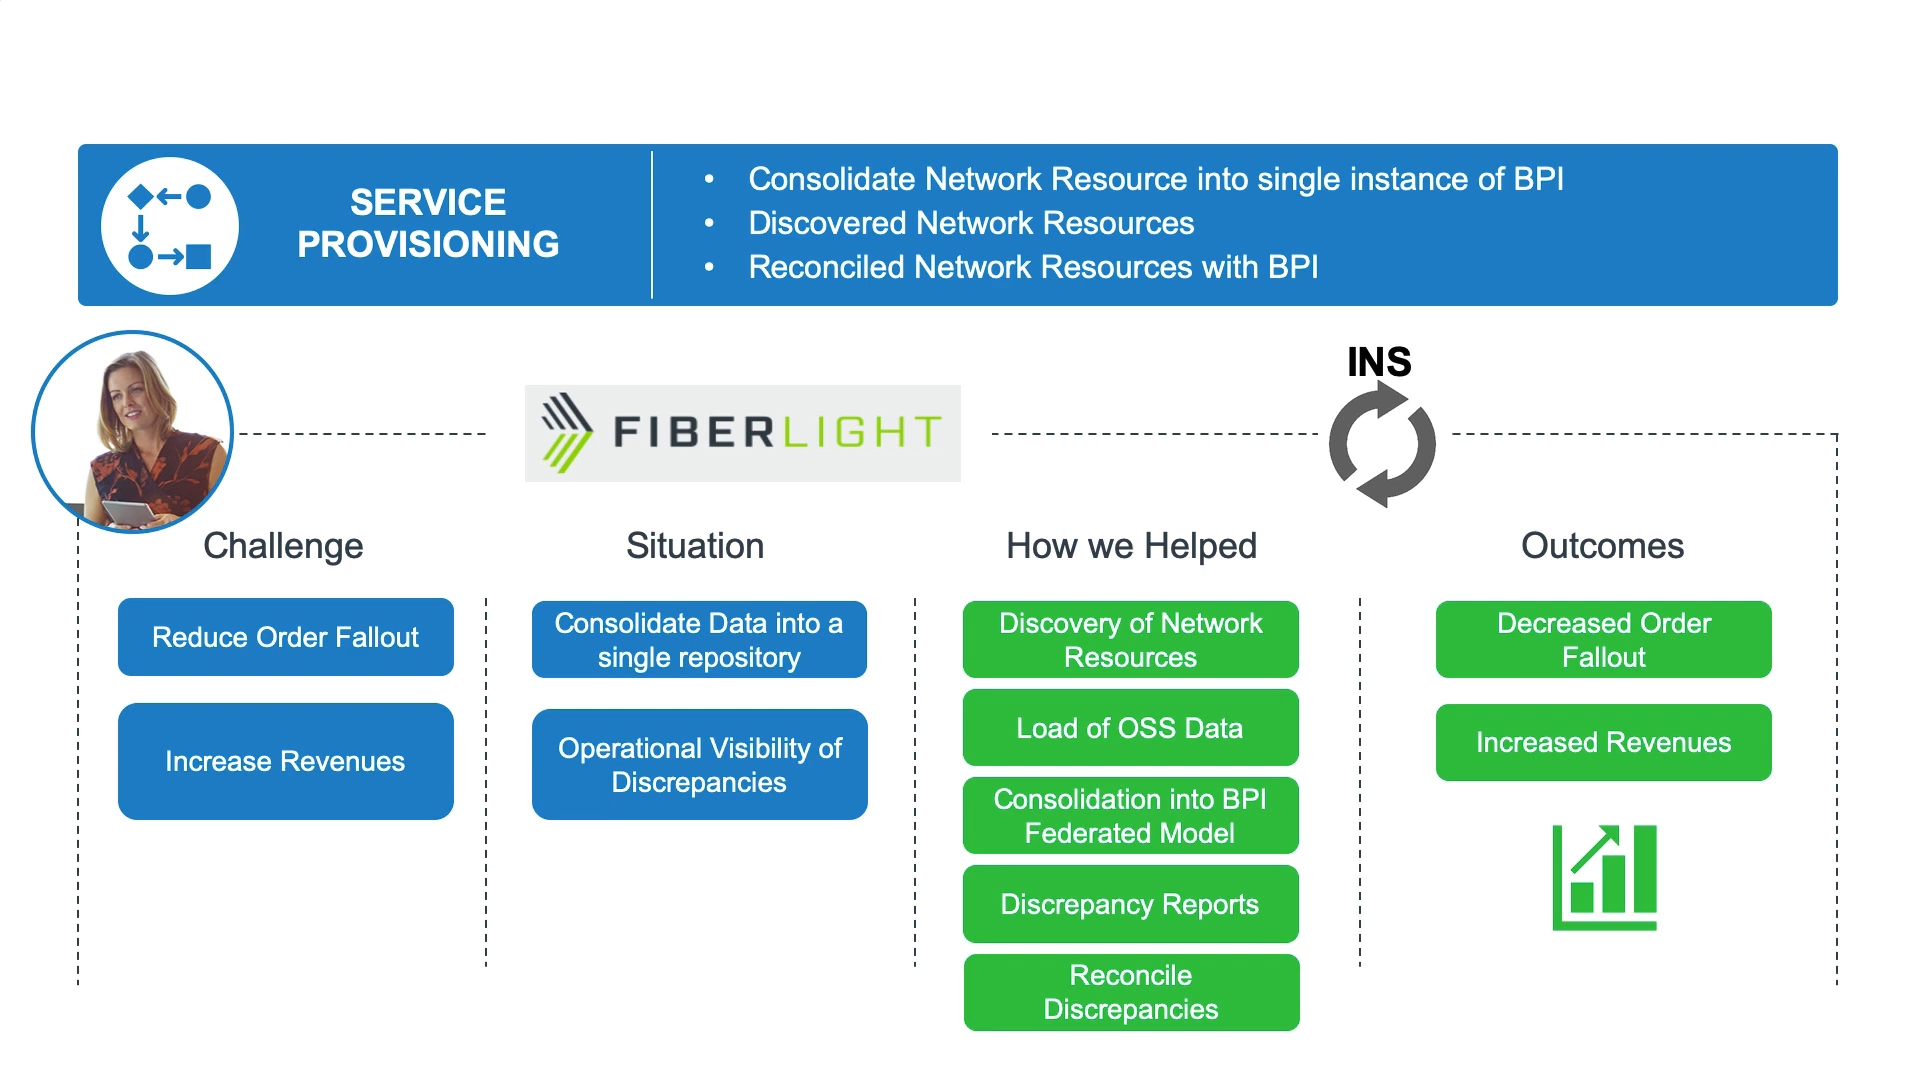 SERVICE
PROVISIONING
• Consolidate Network Resource into single instance of BPI
• Discovered Network Resources
• Reconciled Network Resources with BPI
FIBERLIGHT
INS
Challenge
Reduce Order Fallout
Increase Revenues
Situation
Consolidate Data into a
single repository
Operational Visibility of
Discrepancies
How we Helped
Discovery of Network
Resources
Load of OSS Data
Consolidation into BPI
Federated Model
Discrepancy Reports
Reconcile
Discrepancies
Outcomes
Decreased Order
Fallout
Increased Revenues